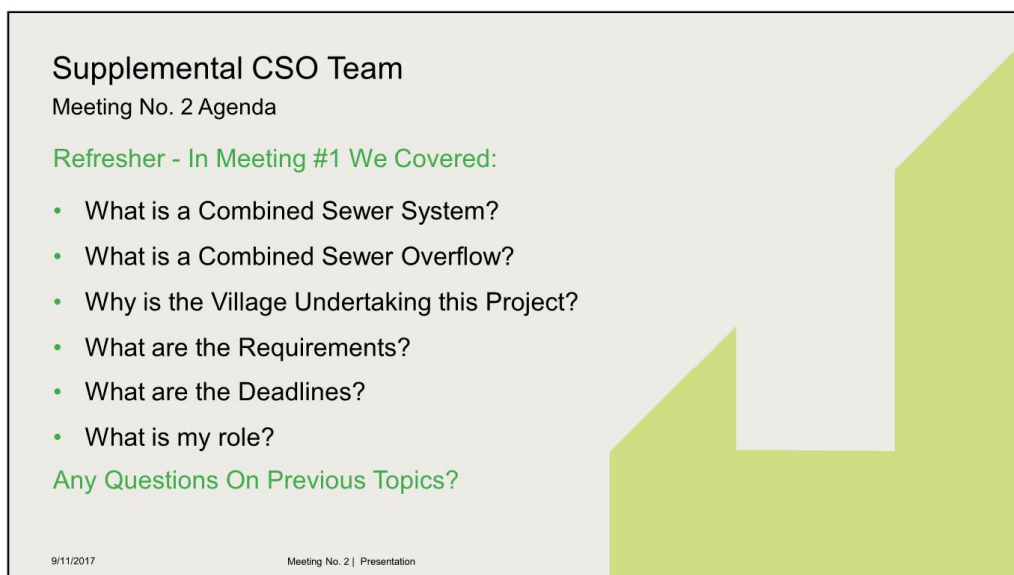 Supplemental CSO Team
Meeting No. 2 Agenda
Refresher - In Meeting #1 We Covered:
• What is a Combined Sewer System?
• What is a Combined Sewer Overflow?
• Why is the Village Undertaking this Project?
• What are the Requirements?
• What are the Deadlines?
• What is my role?
Any Questions On Previous Topics?
9/11/2017 Meeting No. 2 | Presentation